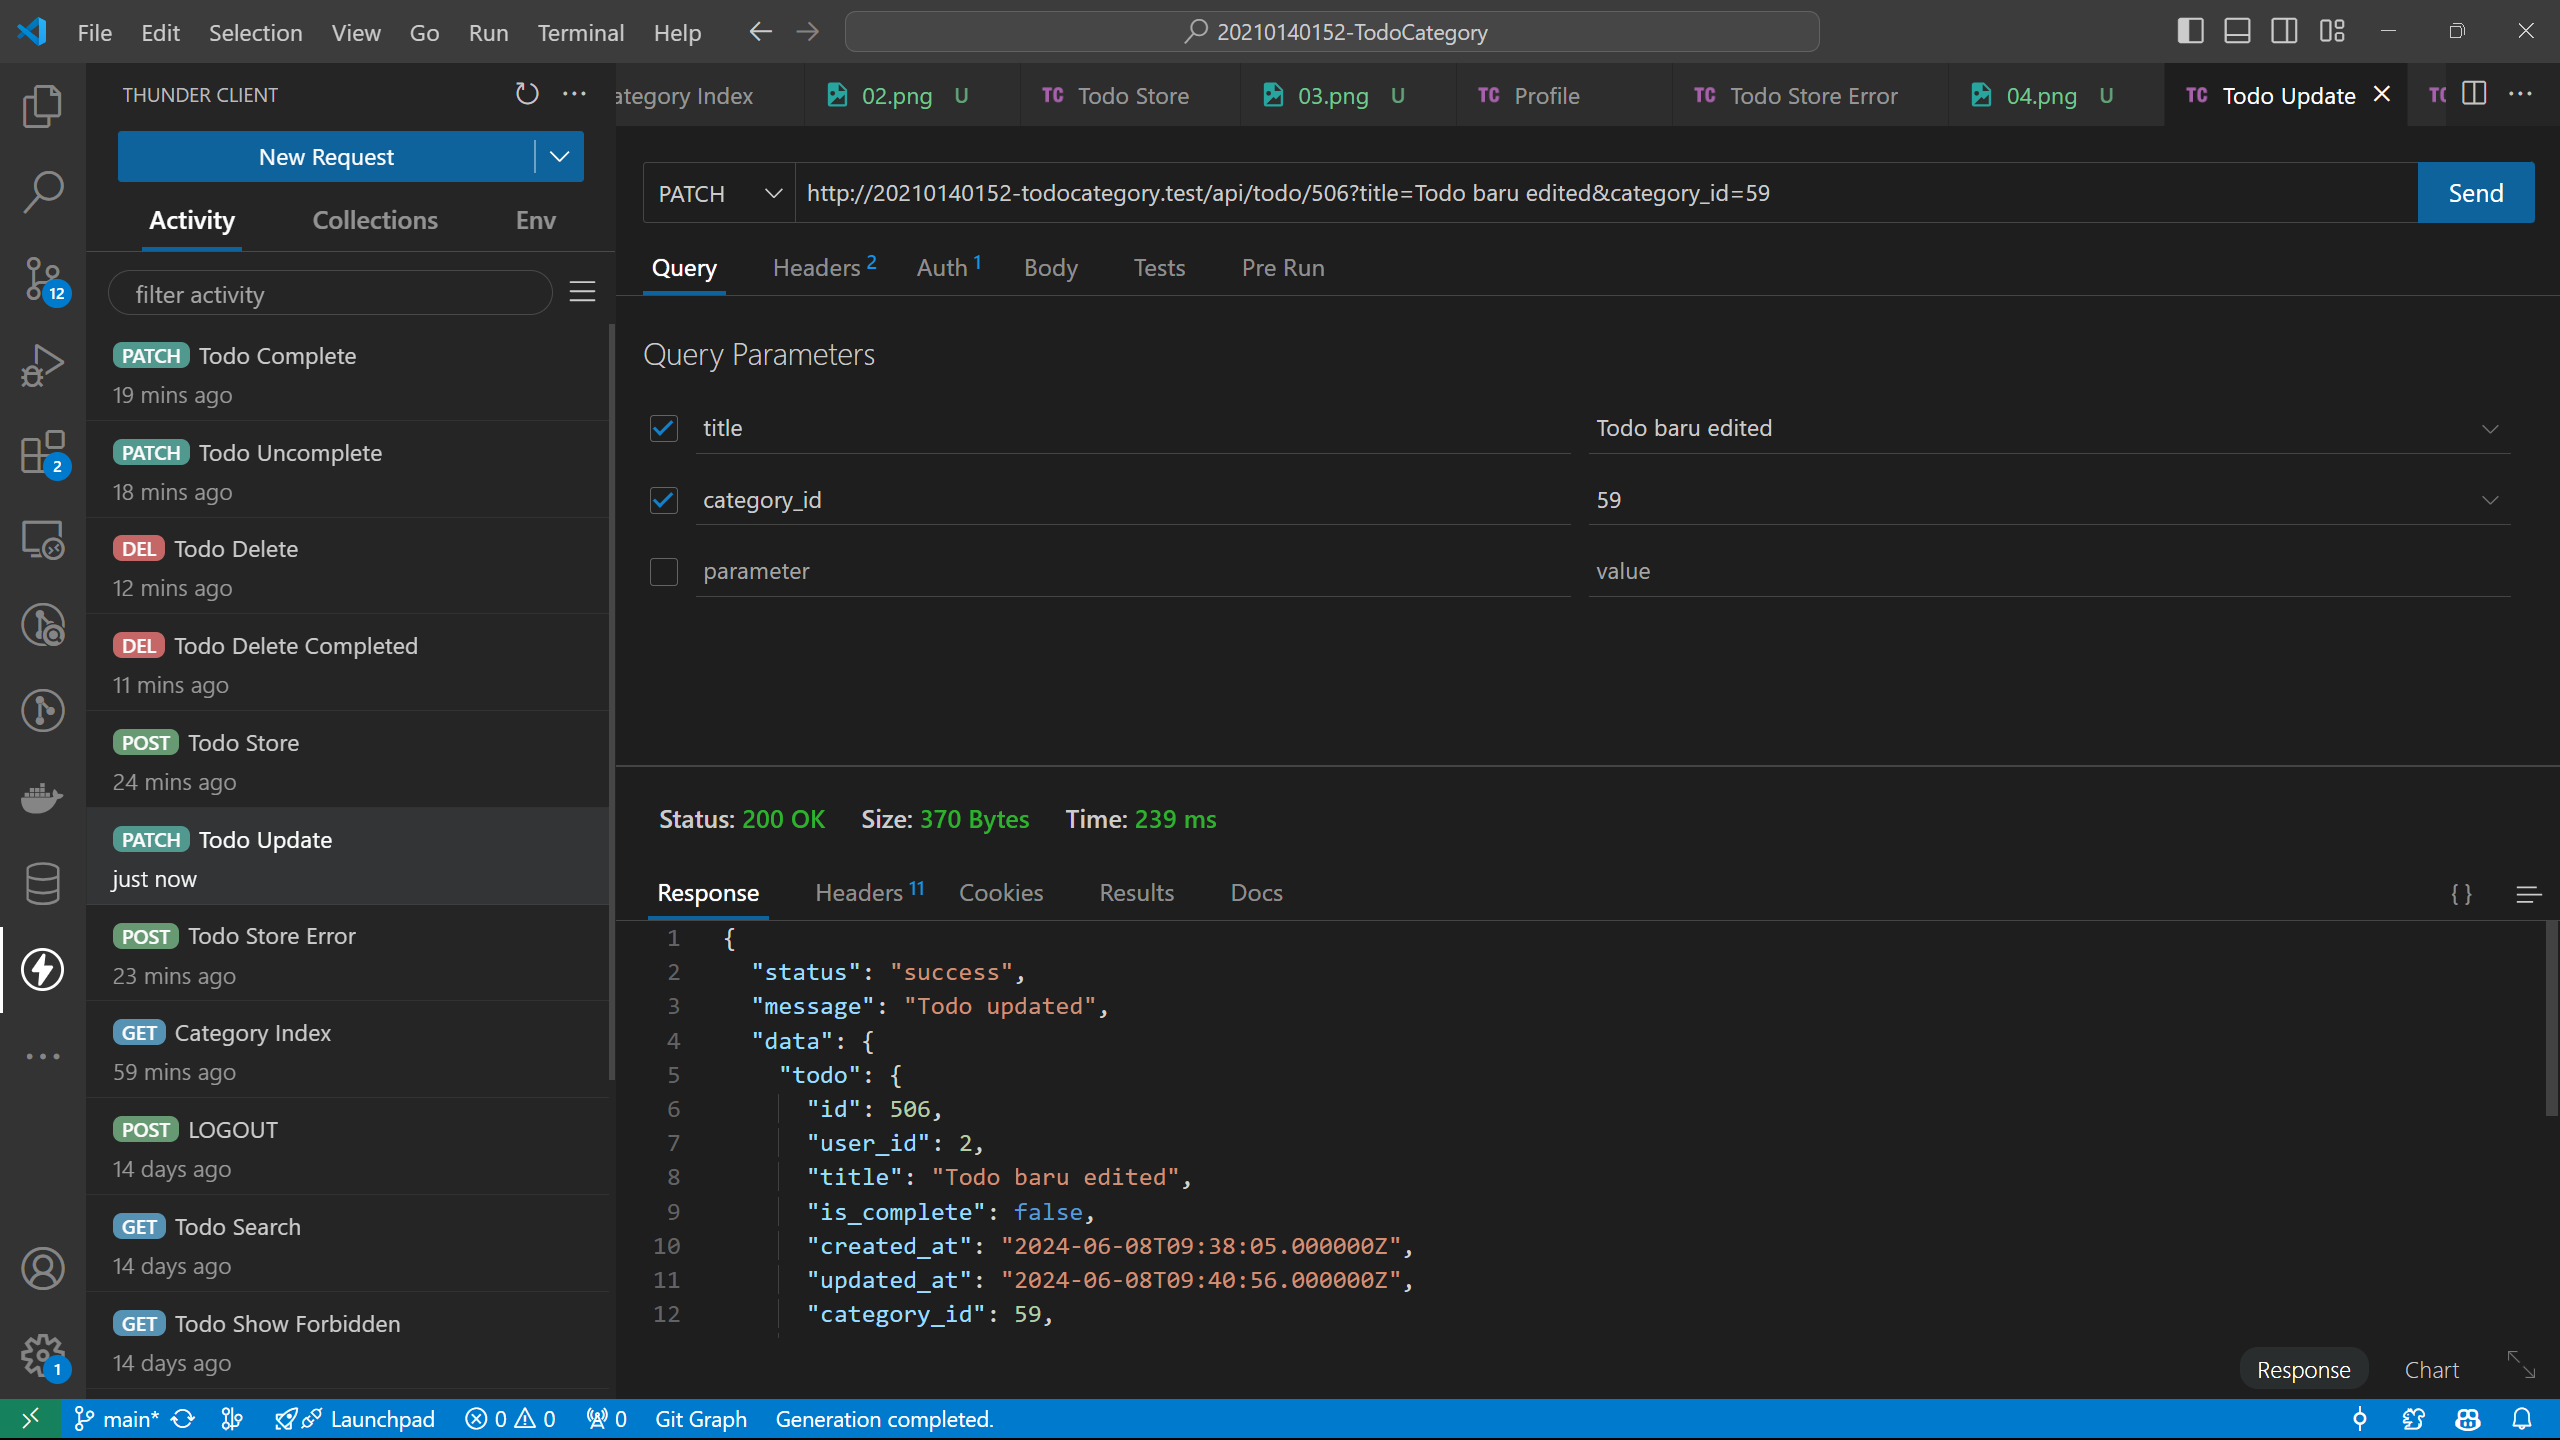 File Edit Selection View Go Run Terminal Help
20210140152-TodoCategory
THUNDER CLIENT
New Request
Activity Collections Env
filter activity
PATCH Todo Complete
19 mins ago
PATCH Todo Uncomplete
18 mins ago
DEL Todo Delete
12 mins ago
DEL Todo Delete Completed
11 mins ago
POST Todo Store
24 mins ago
PATCH Todo Update
just now
POST Todo Store Error
23 mins ago
GET Category Index
59 mins ago
POST LOGOUT
14 days ago
GET Todo Search
14 days ago
GET Todo Show Forbidden
14 days ago
12
2
1
ategory Index 02.png U TC Todo Store 03.png U TC Profile TC Todo Store Error 04.png U TC Todo Update TC
PATCH http://20210140152-todocategory.test/api/todo/506?title=Todo baru edited&category_id=59 Send
Query Headers 2 Auth 1 Body Tests Pre Run
Query Parameters
title Todo baru edited
category_id 59
parameter value
Status: 200 OK Size: 370 Bytes Time: 239 ms
Response Headers 11 Cookies Results Docs {}
1 {
2 "status": "success",
3 "message": "Todo updated",
4 "data": {
5 "todo": {
6 "id": 506,
7 "user_id": 2,
8 "title": "Todo baru edited",
9 "is_complete": false,
10 "created_at": "2024-06-08T09:38:05.000000Z",
11 "updated_at": "2024-06-08T09:40:56.000000Z",
12 "category_id": 59,
Response Chart
main* Launchpad 0 0 0 Git Graph Generation completed.